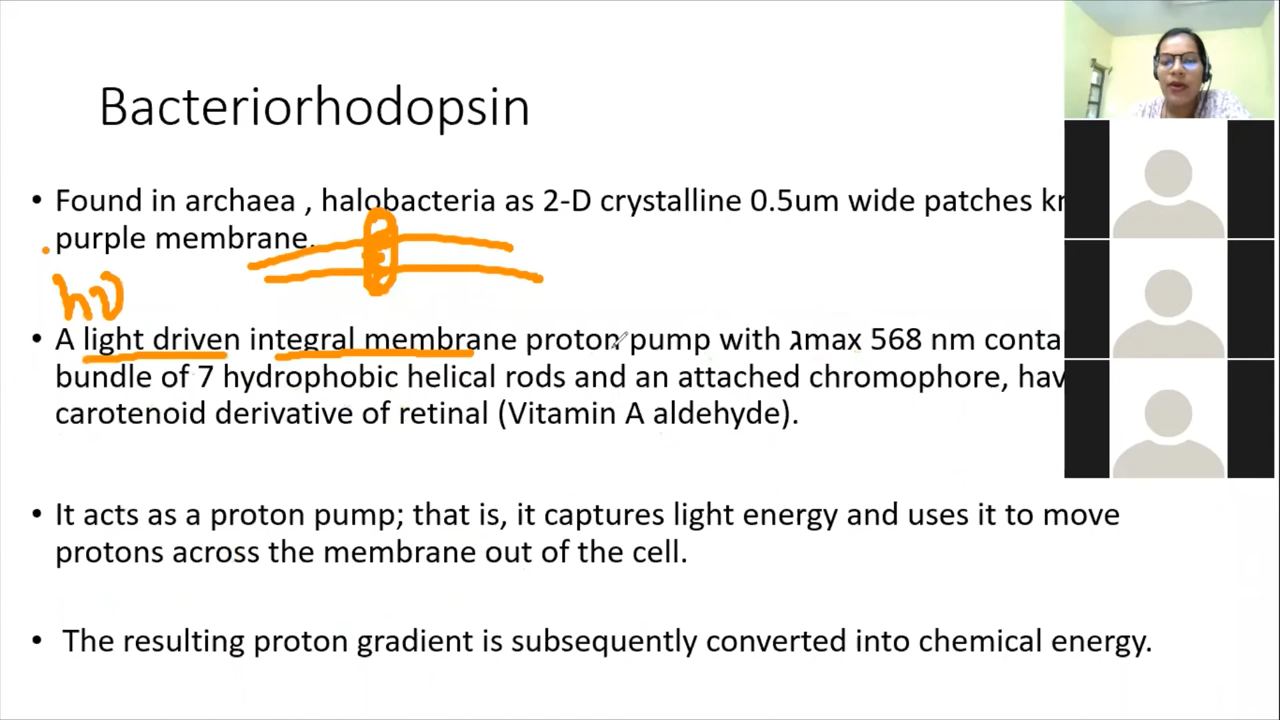 Bacteriorhodopsin
• Found in archaea , halobacteria as 2-D crystalline 0.5um wide patches
purple membrane.
hν
• A light driven integral membrane proton pump with גmax 568 nm
bundle of 7 hydrophobic helical rods and an attached chromophore,
carotenoid derivative of retinal (Vitamin A aldehyde).
• It acts as a proton pump; that is, it captures light energy and uses it to move
protons across the membrane out of the cell.
• The resulting proton gradient is subsequently converted into chemical energy.